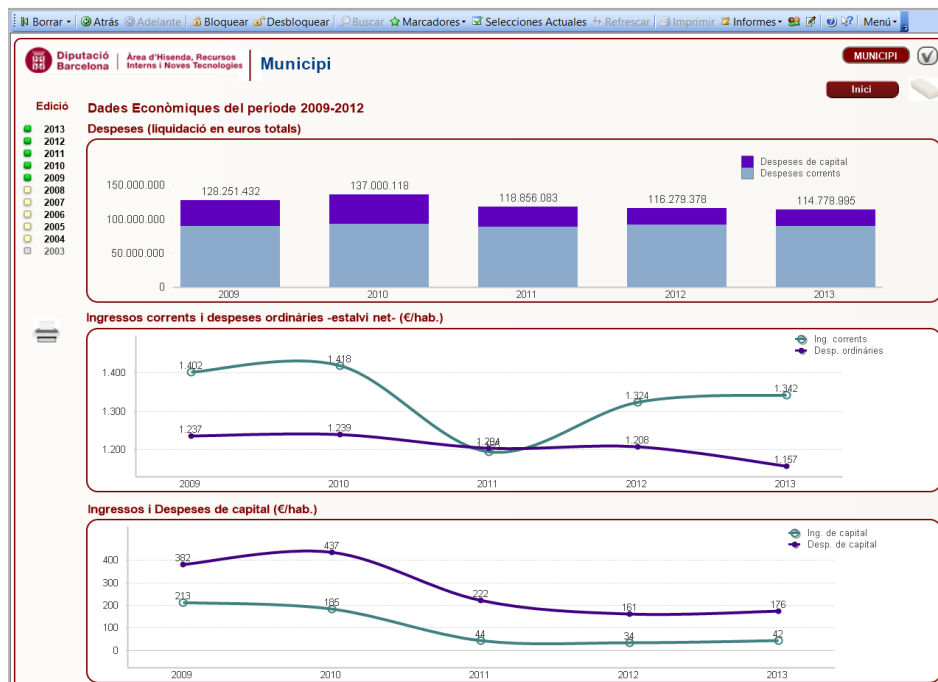 Borrar Atrás Adelante Bloquear Desbloquear Buscar Marcadores Selecciones Actuales Refrescar Imprimir Informes Menú
Diputació Barcelona Àrea d'Hisenda, Recursos Interns i Noves Tecnologies Municipi
MUNICIPI
Inici
Edició
2013
2012
2011
2010
2009
2008
2007
2006
2005
2004
2003
Dades Econòmiques del període 2009-2012
Despeses (liquidació en euros totals)
Despeses de capital
Despeses corrents
150.000.000
100.000.000
50.000.000
0
128.251.432
137.000.118
118.856.083
116.279.378
114.778.995
2009 2010 2011 2012 2013
Ingressos corrents i despeses ordinàries -estalvi net- (€/hab.)
Ing. corrents
Desp. ordinàries
1.400
1.300
1.200
1.402 1.418 1.324 1.342
1.237 1.239 1.204 1.208 1.157
2009 2010 2011 2012 2013
Ingressos i Despeses de capital (€/hab.)
Ing. de capital
Desp. de capital
400
300
200
100
0
382 437 222 161 176
213 185 44 34 42
2009 2010 2011 2012 2013